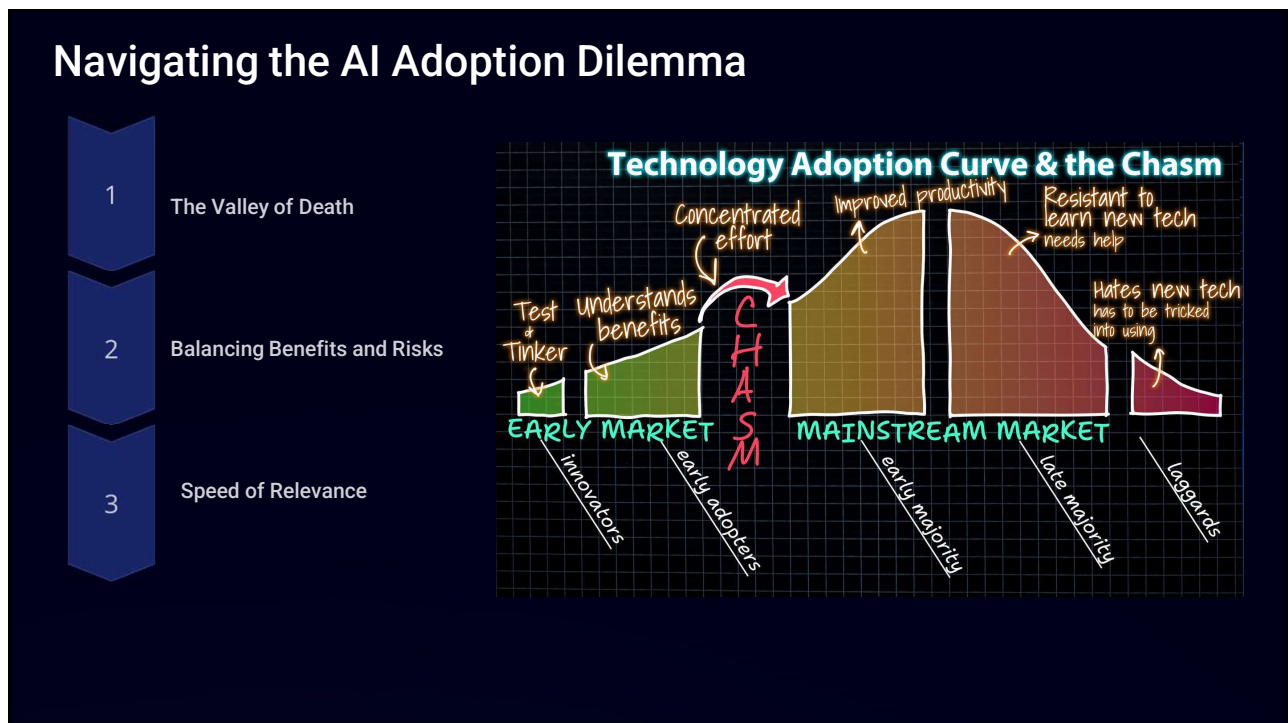 Navigating the AI Adoption Dilemma
1
The Valley of Death
2
Balancing Benefits and Risks
3
Speed of Relevance
Technology Adoption Curve & the Chasm
Test
&
Tinker
understands
benefits
Concentrated
effort
CHASM
Improved productivity
Resistant to
learn new tech
needs help
Hates new tech
has to be tricked
into using
EARLY MARKET
MAINSTREAM MARKET
innovators
early adopters
early majority
late majority
laggards